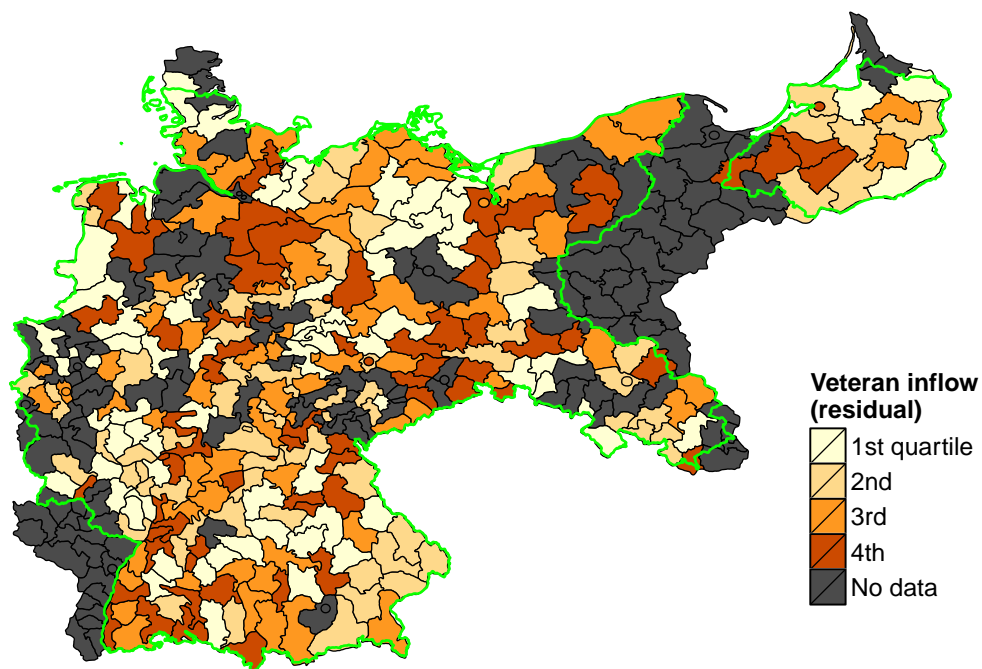 Veteran inflow
(residual)
1st quartile
2nd
3rd
4th
No data